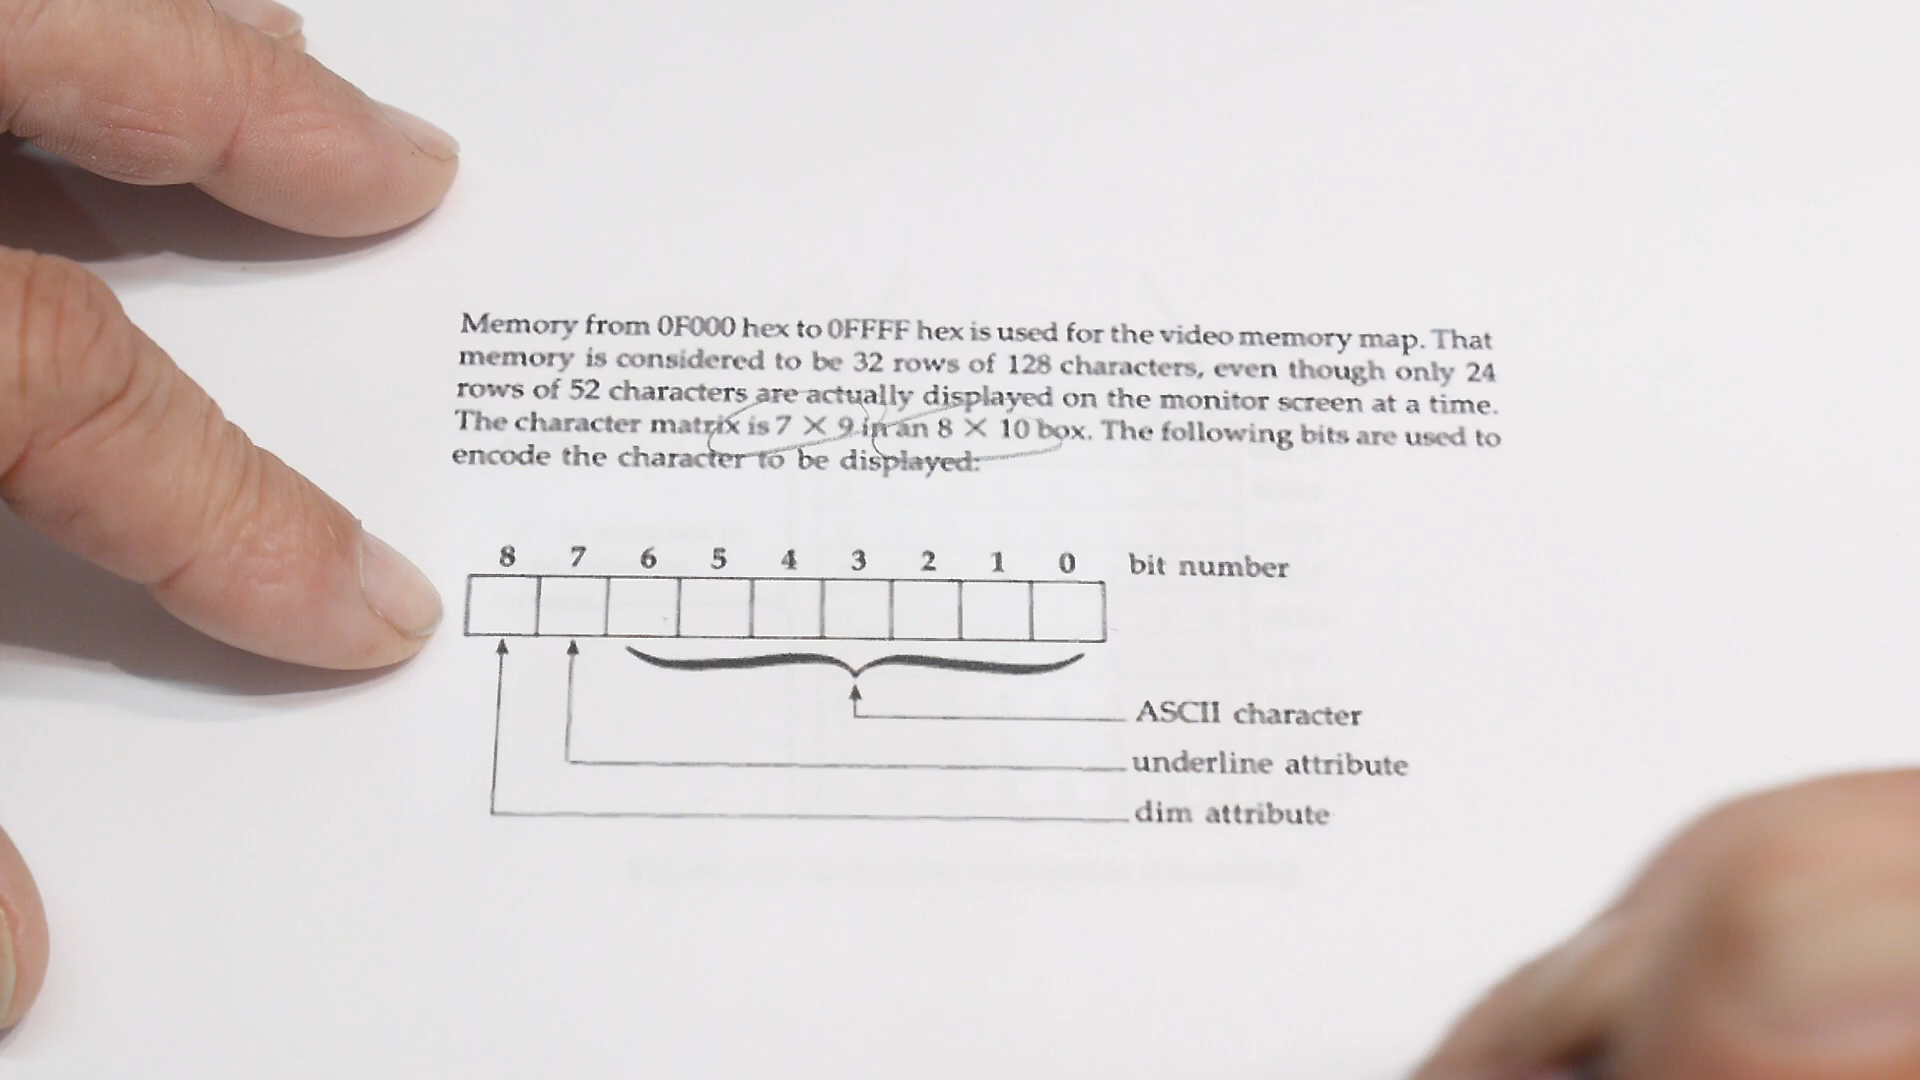 Memory from 0F000 hex to 0FFFF hex is used for the video memory map. That
memory is considered to be 32 rows of 128 characters, even though only 24
rows of 52 characters are actually displayed on the monitor screen at a time.
The character matrix is 7 × 9 in an 8 × 10 box. The following bits are used to
encode the character to be displayed:
8 7 6 5 4 3 2 1 0 bit number
ASCII character
underline attribute
dim attribute